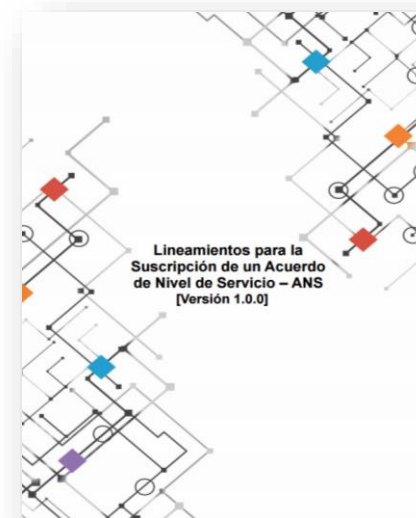 Lineamientos para la
Suscripción de un Acuerdo
de Nivel de Servicio – ANS
[Versión 1.0.0]